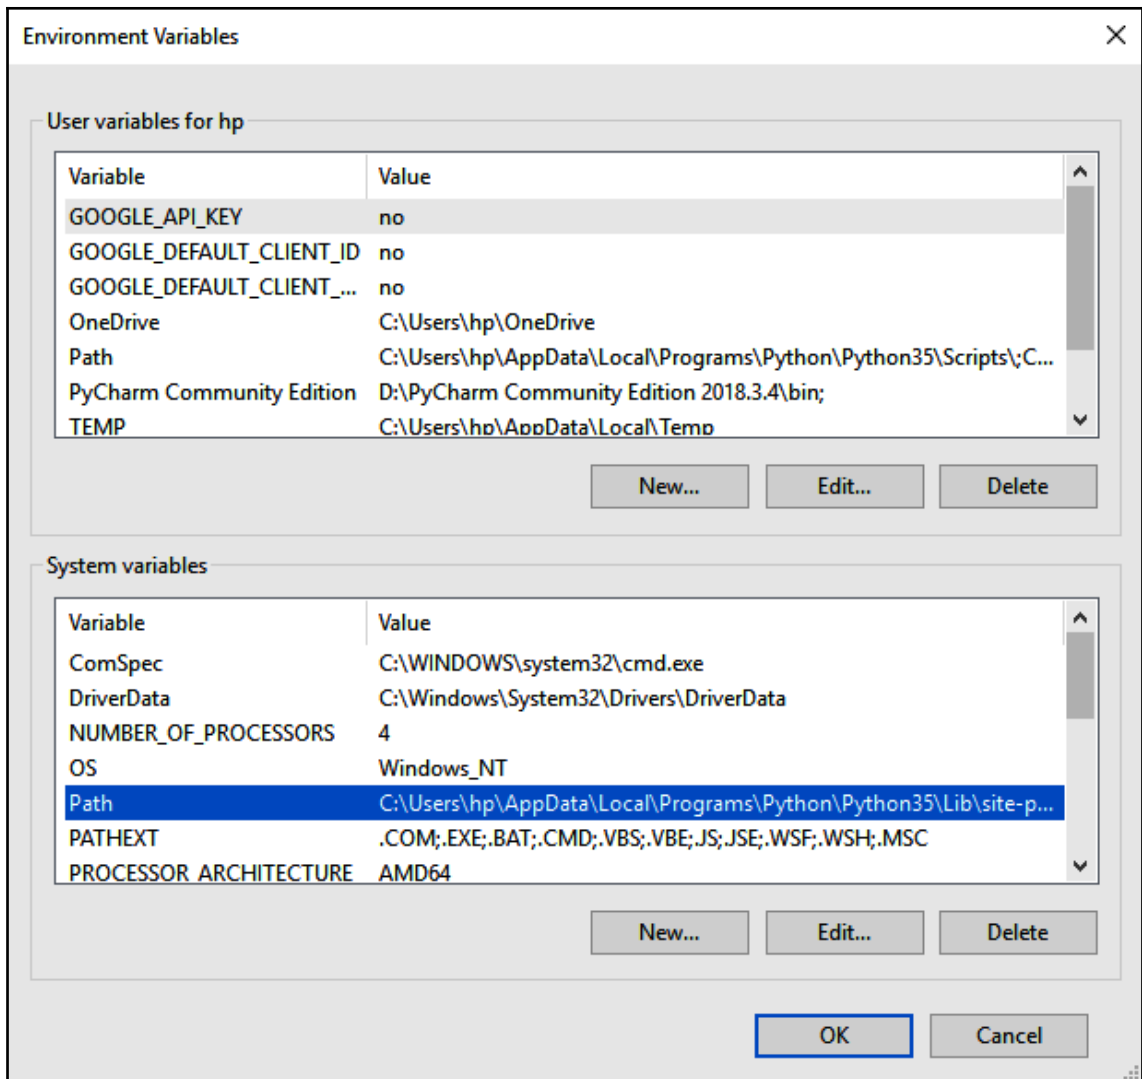 Environment Variables
User variables for hp
Variable Value
GOOGLE_API_KEY no
GOOGLE_DEFAULT_CLIENT_ID no
GOOGLE_DEFAULT_CLIENT_... no
OneDrive C:\Users\hp\OneDrive
Path C:\Users\hp\AppData\Local\Programs\Python\Python35\Scripts\;C...
PyCharm Community Edition D:\PyCharm Community Edition 2018.3.4\bin;
TEMP C:\Users\hp\AppData\Local\Temp
New... Edit... Delete
System variables
Variable Value
ComSpec C:\WINDOWS\system32\cmd.exe
DriverData C:\Windows\System32\Drivers\DriverData
NUMBER_OF_PROCESSORS 4
OS Windows_NT
Path C:\Users\hp\AppData\Local\Programs\Python\Python35\Lib\site-p...
PATHEXT .COM;.EXE;.BAT;.CMD;.VBS;.VBE;.JS;.JSE;.WSF;.WSH;.MSC
PROCESSOR_ARCHITECTURE AMD64
New... Edit... Delete
OK Cancel